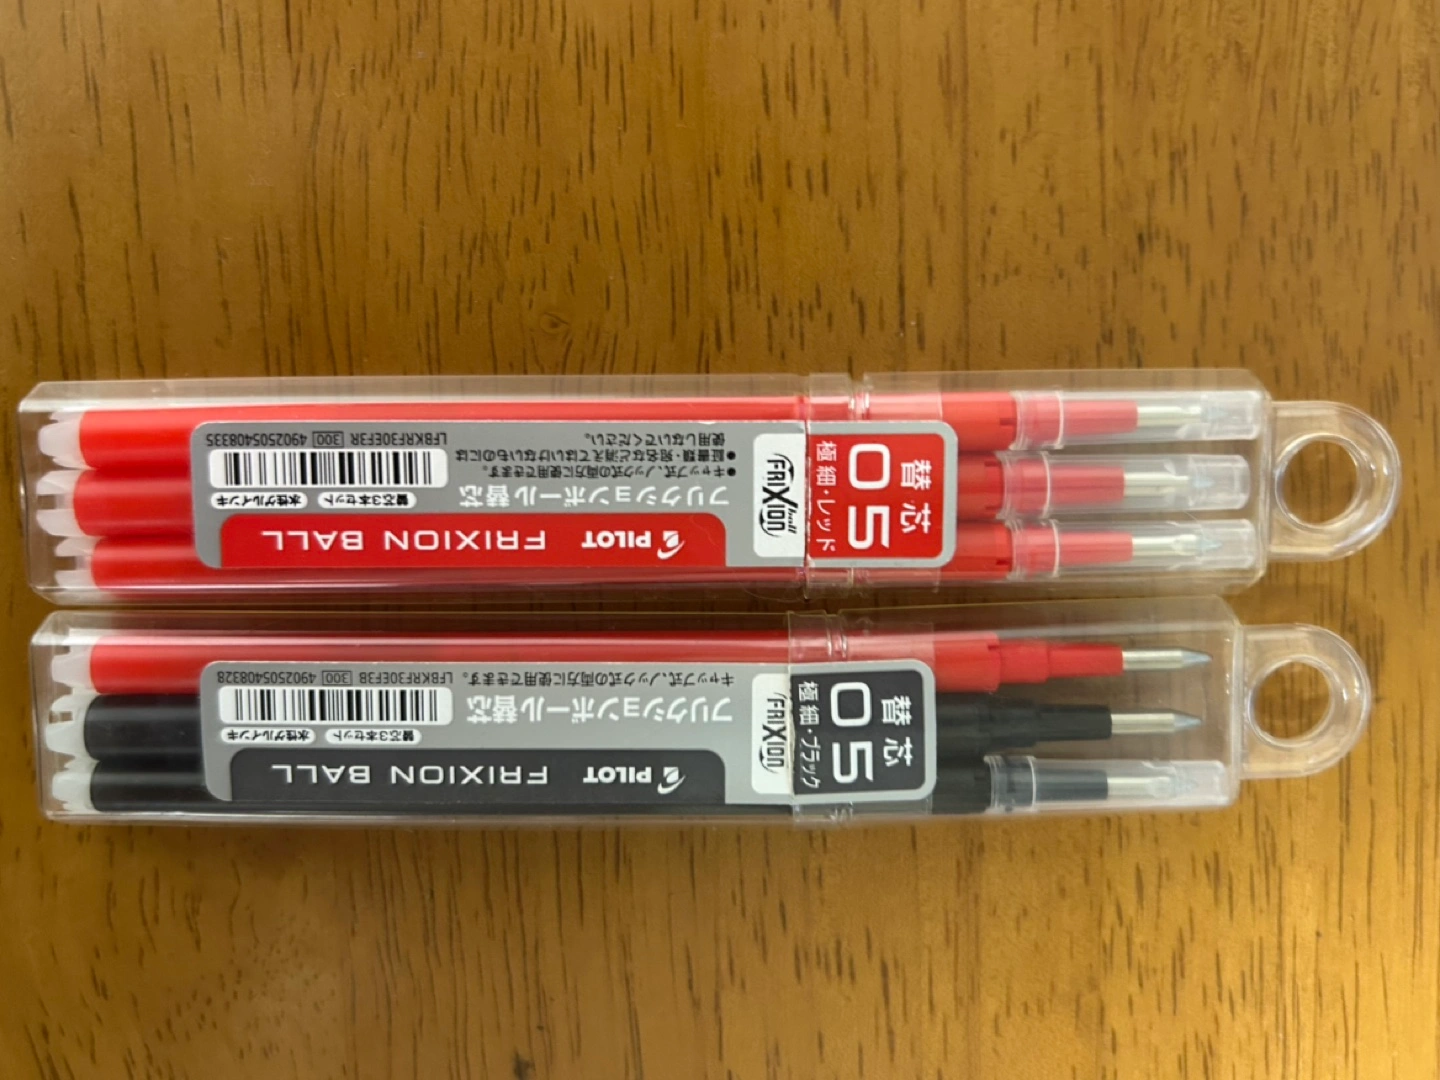 替芯
05
極細・レッド
FRIXION ball
PILOT FRIXION BALL
フリクションボール替芯
●キャップ式、ノック式の両方に使用できます。
●証書類・宛名など消えてはいけないものには
使用しないでください。
水性ゲルインキ 替芯3本セット
LFBKRF30EF3R 300 4902505408335
替芯
05
極細・ブラック
FRIXION
PILOT FRIXION BALL
フリクションボール替芯
キャップ式、ノック式の両方に使用できます。
水性ゲルインキ 替芯3本セット
LFBKRF30EF3B 300 4902505408328